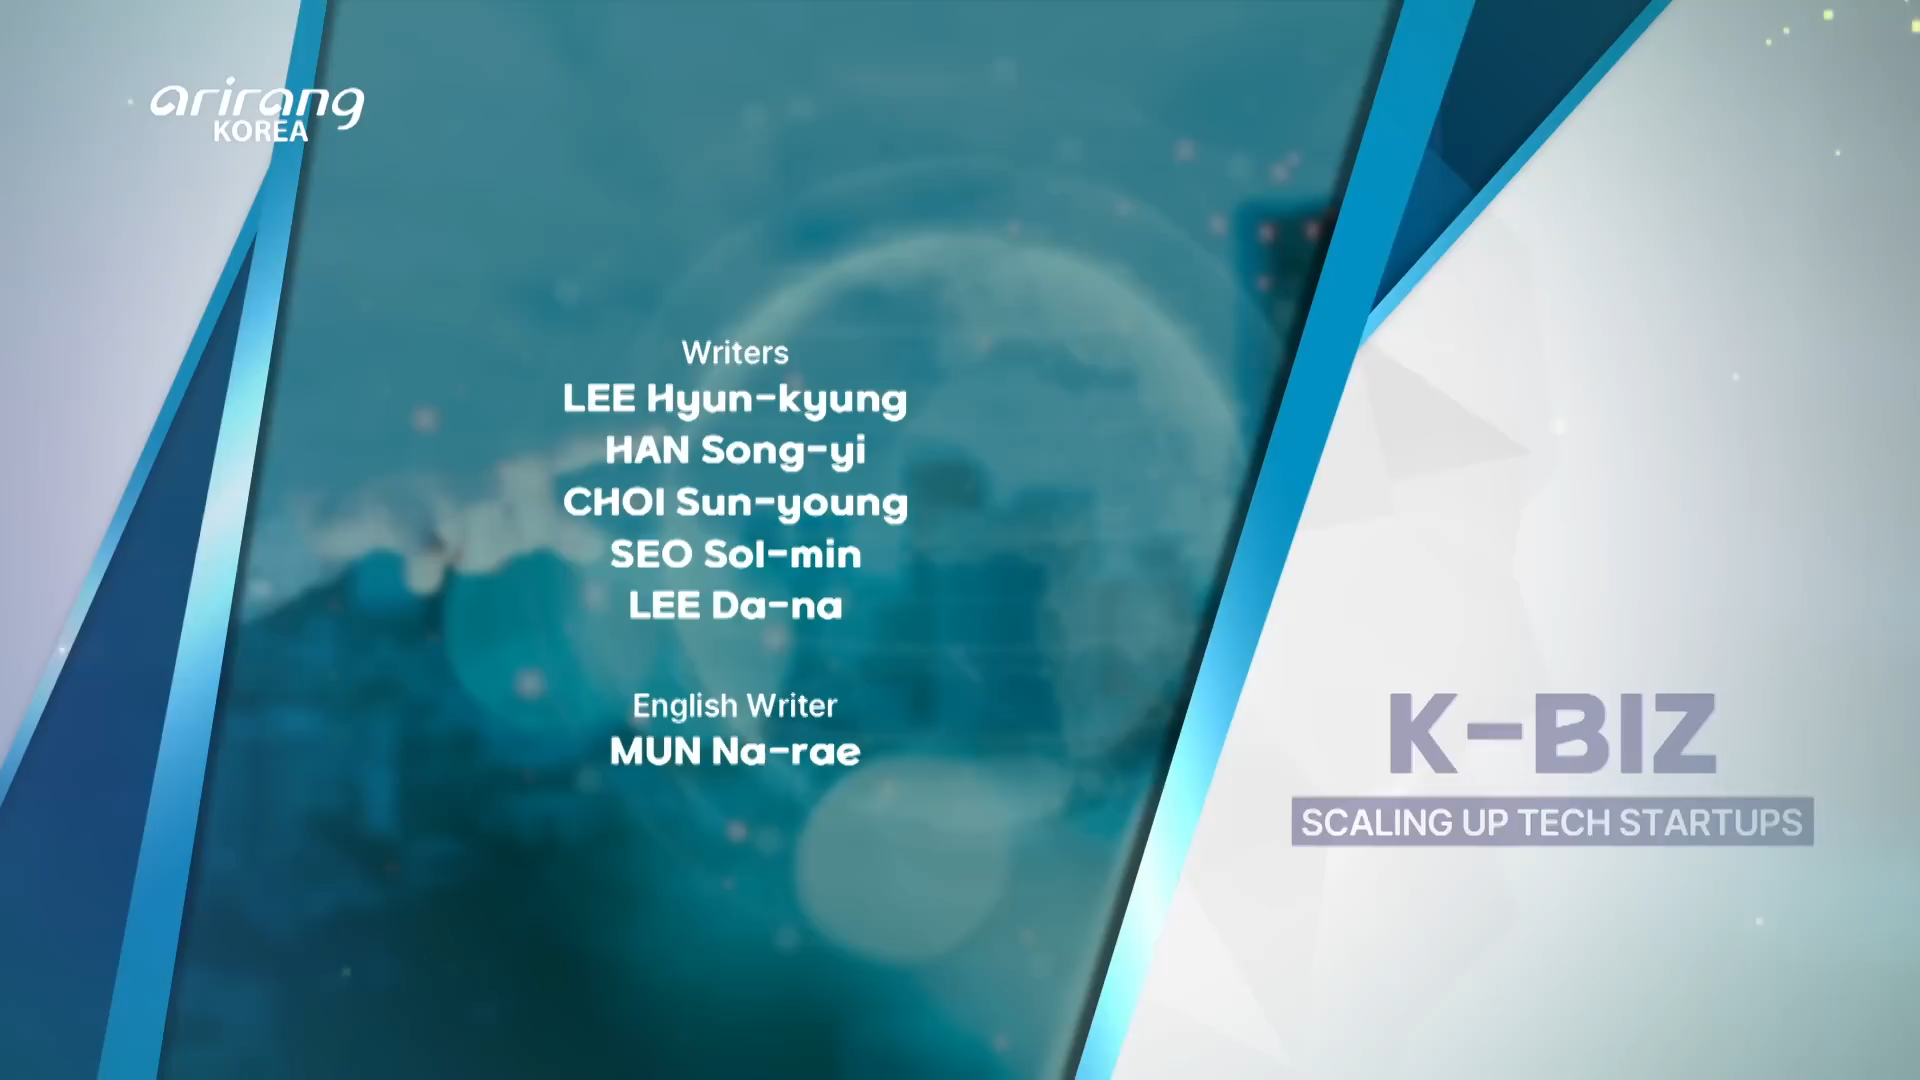 arirang
KOREA
Writers
LEE Hyun-kyung
HAN Song-yi
CHOI Sun-young
SEO Sol-min
LEE Da-na
English Writer
MUN Na-rae
K-BIZ
SCALING UP TECH STARTUPS